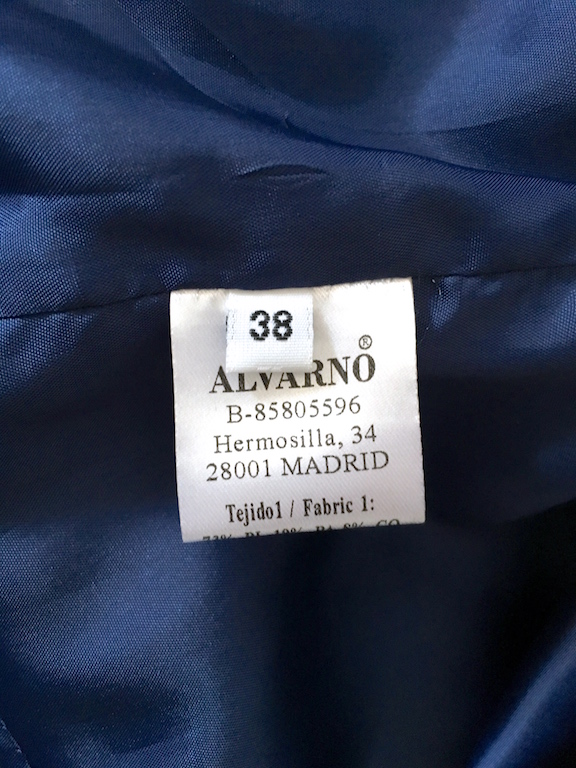 38
ALVARNO®
B-85805596
Hermosilla, 34
28001 MADRID
Tejido1 / Fabric 1: